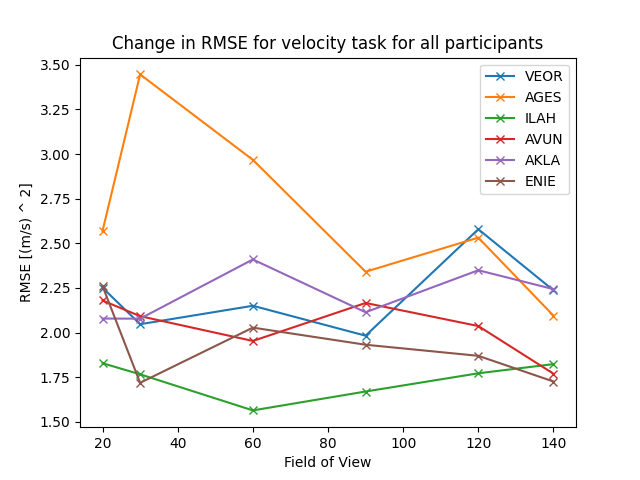 Change in RMSE for velocity task for all participants
RMSE [(m/s) ^ 2]
3.50
3.25
3.00
2.75
2.50
2.25
2.00
1.75
1.50
VEOR
AGES
ILAH
AVUN
AKLA
ENIE
20 40 60 80 100 120 140
Field of View